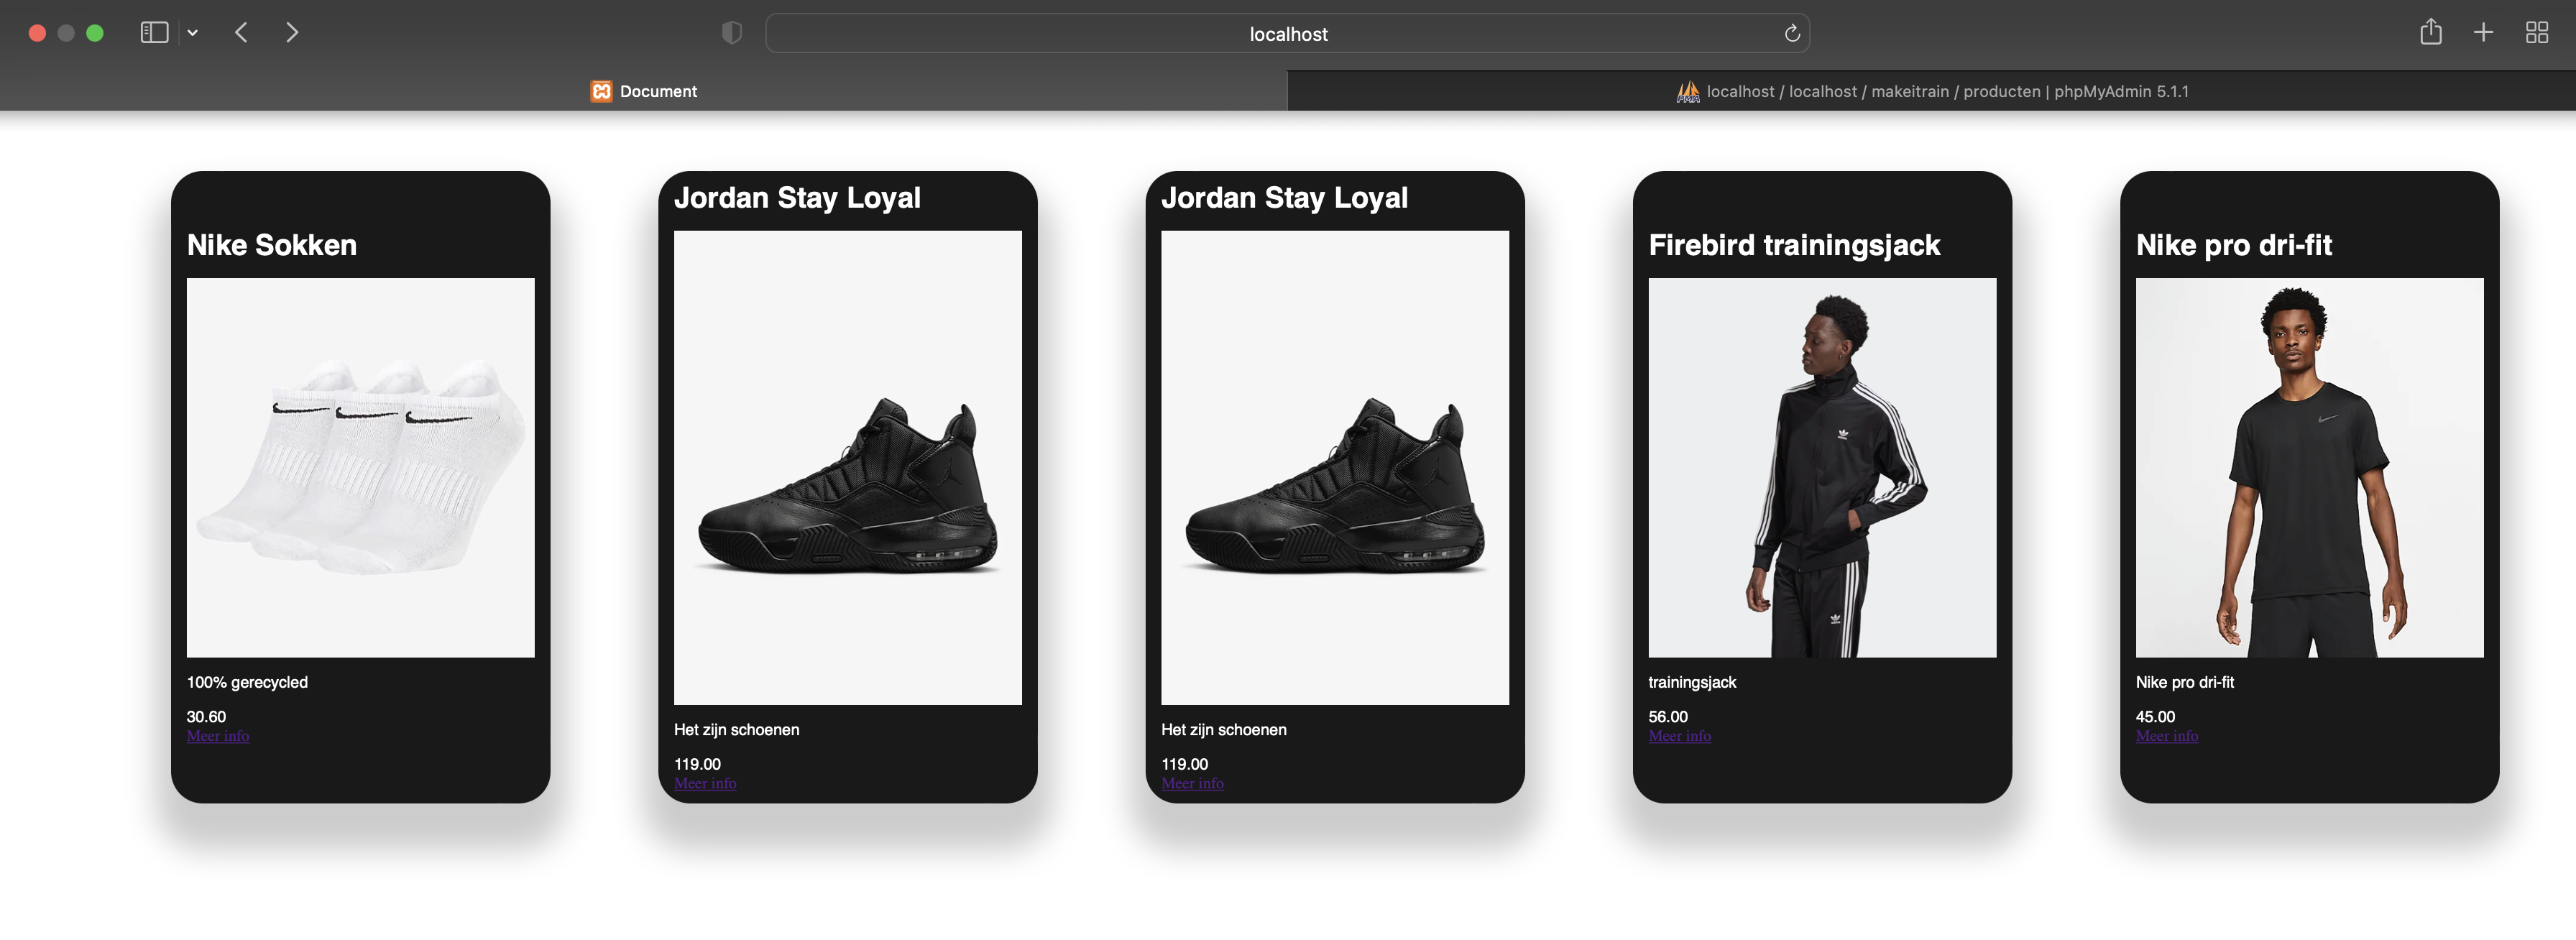 localhost
Document
localhost / localhost / makeitrain / producten | phpMyAdmin 5.1.1
Nike Sokken
100% gerecycled
30.60
Meer info
Jordan Stay Loyal
Het zijn schoenen
119.00
Meer info
Jordan Stay Loyal
Het zijn schoenen
119.00
Meer info
Firebird trainingsjack
trainingsjack
56.00
Meer info
Nike pro dri-fit
Nike pro dri-fit
45.00
Meer info